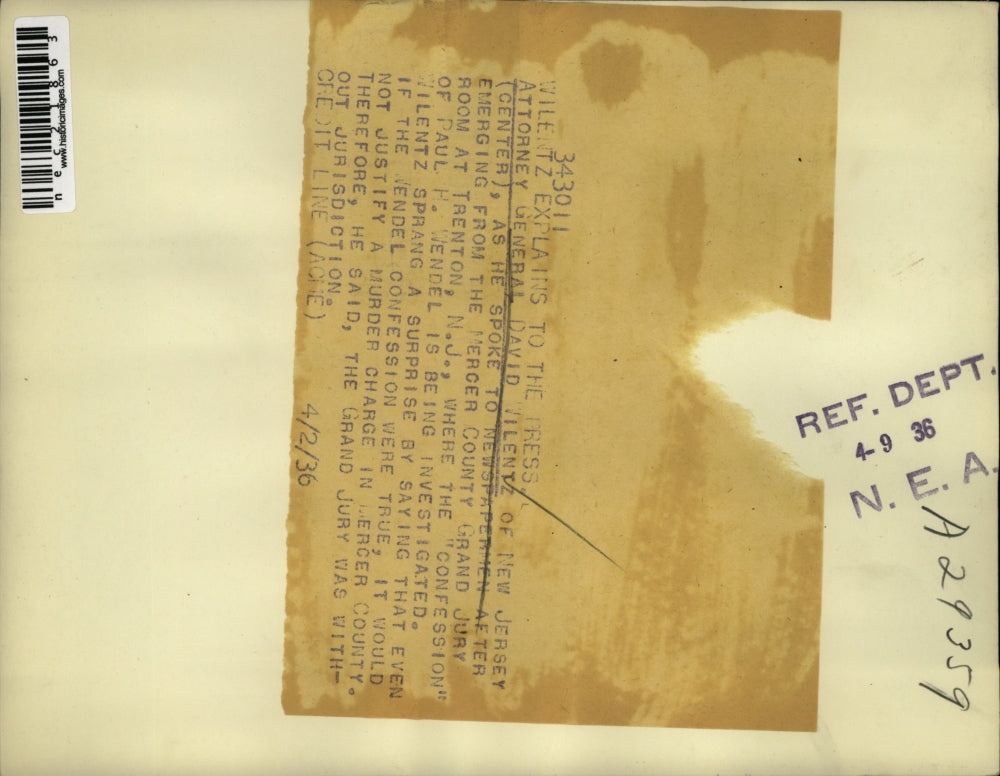 343011
WILENTZ EXPLAINS TO THE PRESS.
ATTORNEY GENERAL DAVID WILENTZ OF NEW JERSEY
(CENTER), AS HE SPOKE TO NEWSPAPERMEN AFTER
EMERGING FROM THE MERCER COUNTY GRAND JURY
ROOM AT TRENTON, N.J., WHERE THE "CONFESSION"
OF PAUL H. WENDEL IS BEING INVESTIGATED.
WILENTZ SPRANG A SURPRISE BY SAYING THAT EVEN
IF THE WENDEL CONFESSION WERE TRUE, IT WOULD
NOT JUSTIFY A MURDER CHARGE IN MERCER COUNTY.
THEREFORE, HE SAID, THE GRAND JURY WAS WITH-
OUT JURISDICTION.
CREDIT LINE (ACME) 4/2/36
REF. DEPT.
4-9 36
N. E. A.
A29359
nec21863
www.historicimages.com